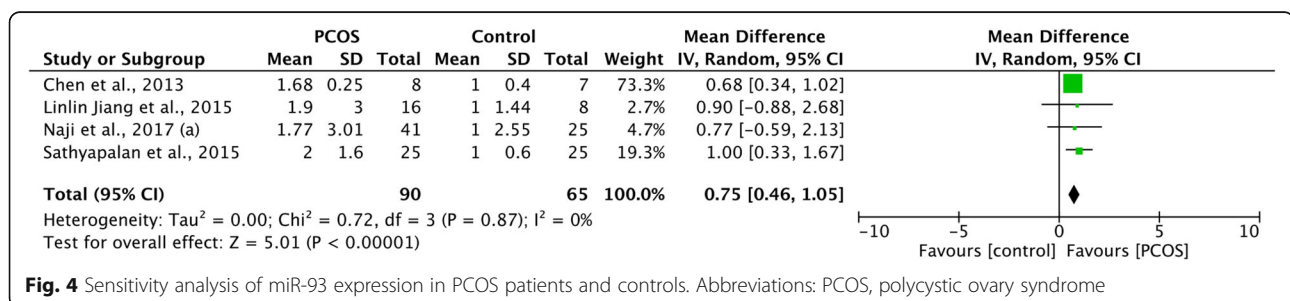 PCOS Control Mean Difference Mean Difference
Study or Subgroup Mean SD Total Mean SD Total Weight IV, Random, 95% CI IV, Random, 95% CI
Chen et al., 2013 1.68 0.25 8 1 0.4 7 73.3% 0.68 [0.34, 1.02]
Linlin Jiang et al., 2015 1.9 3 16 1 1.44 8 2.7% 0.90 [−0.88, 2.68]
Naji et al., 2017 (a) 1.77 3.01 41 1 2.55 25 4.7% 0.77 [−0.59, 2.13]
Sathyapalan et al., 2015 2 1.6 25 1 0.6 25 19.3% 1.00 [0.33, 1.67]
Total (95% CI) 90 65 100.0% 0.75 [0.46, 1.05]
Heterogeneity: Tau² = 0.00; Chi² = 0.72, df = 3 (P = 0.87); I² = 0%
Test for overall effect: Z = 5.01 (P < 0.00001)
−10 −5 0 5 10
Favours [control] Favours [PCOS]
Fig. 4 Sensitivity analysis of miR-93 expression in PCOS patients and controls. Abbreviations: PCOS, polycystic ovary syndrome